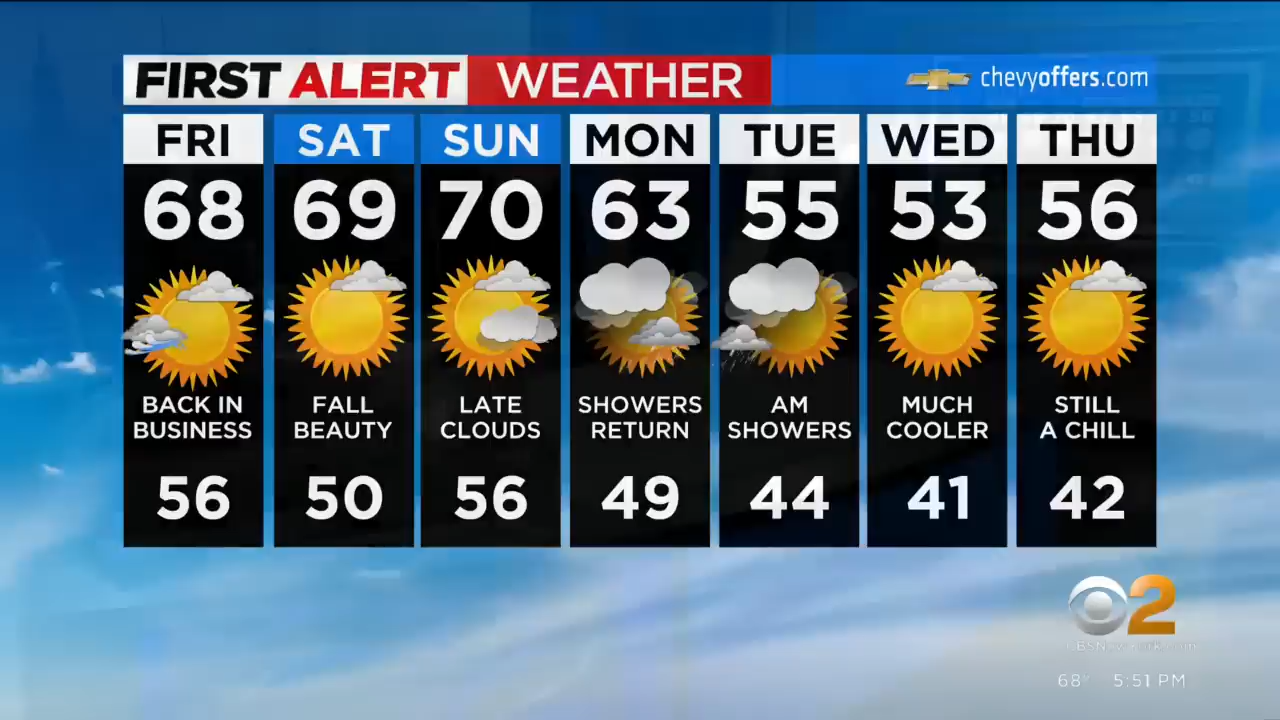 FIRST ALERT WEATHER
chevyoffers.com
FRI SAT SUN MON TUE WED THU
68 69 70 63 55 53 56
BACK IN
BUSINESS
FALL
BEAUTY
LATE
CLOUDS
SHOWERS
RETURN
AM
SHOWERS
MUCH
COOLER
STILL
A CHILL
56 50 56 49 44 41 42
2
CBSNewYork.com
68° 5:51 PM